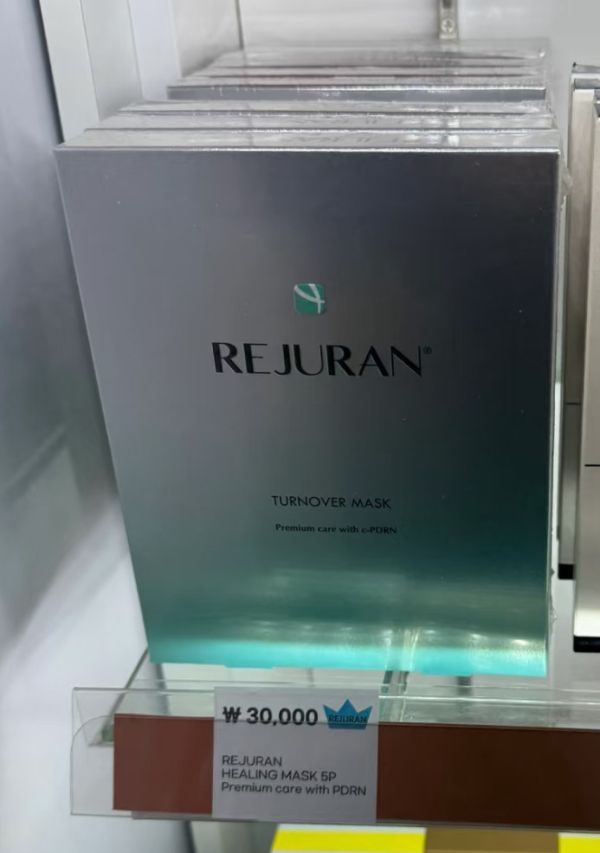 REJURAN®
TURNOVER MASK
Premium care with c-PDRN
₩ 30,000 REJURAN
REJURAN
HEALING MASK 5P
Premium care with PDRN